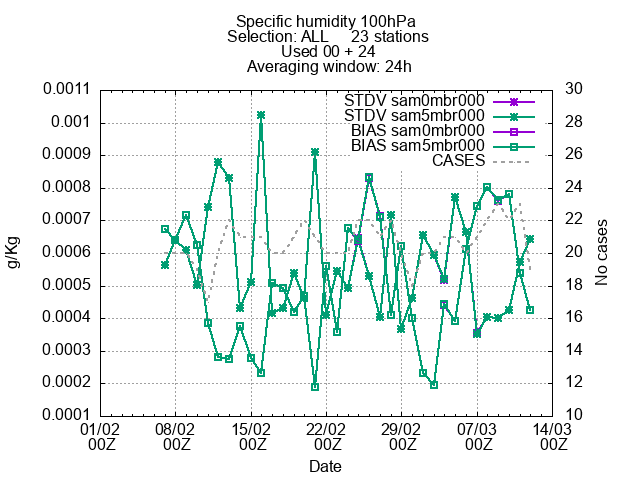 Specific humidity 100hPa
Selection: ALL 23 stations
Used 00 + 24
Averaging window: 24h
STDV sam0mbr000
STDV sam5mbr000
BIAS sam0mbr000
BIAS sam5mbr000
CASES
0.0011
0.001
0.0009
0.0008
0.0007
0.0006
0.0005
0.0004
0.0003
0.0002
0.0001
g/Kg
30
28
26
24
22
20
18
16
14
12
10
No cases
01/02 08/02 15/02 22/02 29/02 07/03 14/03
00Z 00Z 00Z 00Z 00Z 00Z 00Z
Date